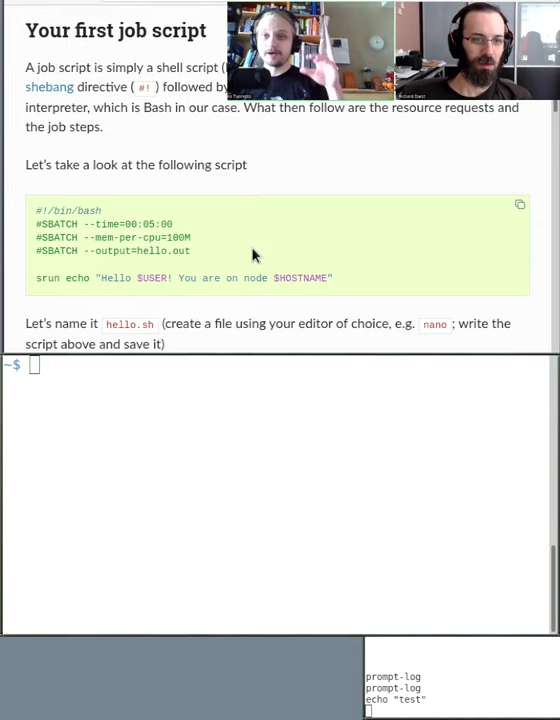 Your first job script
A job script is simply a shell script (
shebang directive ( #! ) followed by
interpreter, which is Bash in our case. What then follow are the resource requests and
the job steps.
Let's take a look at the following script
#!/bin/bash
#SBATCH --time=00:05:00
#SBATCH --mem-per-cpu=100M
#SBATCH --output=hello.out
srun echo "Hello $USER! You are on node $HOSTNAME"
Let's name it hello.sh (create a file using your editor of choice, e.g. nano ; write the
script above and save it)
~$
prompt-log
prompt-log
echo "test"
Richard Darst